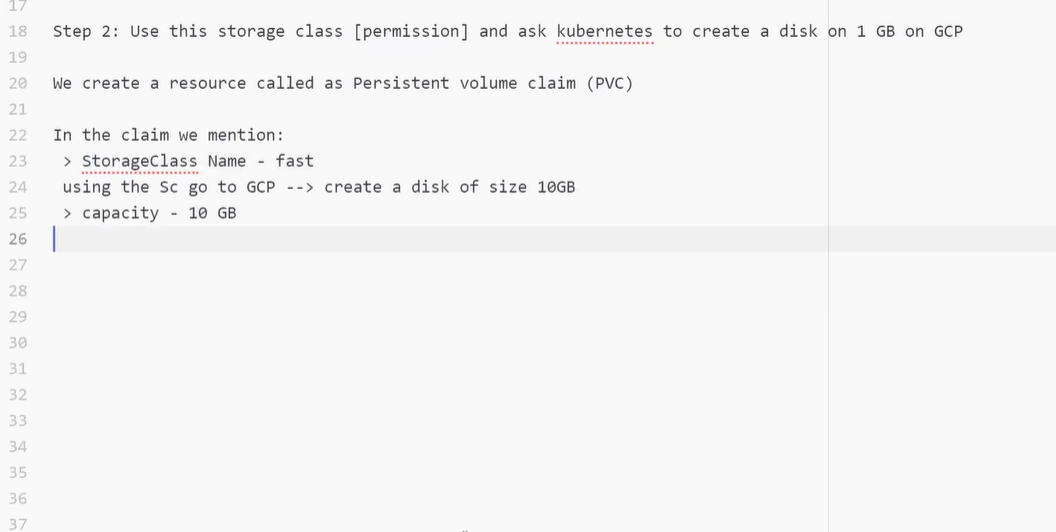 17
18 Step 2: Use this storage class [permission] and ask kubernetes to create a disk on 1 GB on GCP
19
20 We create a resource called as Persistent volume claim (PVC)
21
22 In the claim we mention:
23 > StorageClass Name - fast
24 using the Sc go to GCP --> create a disk of size 10GB
25 > capacity - 10 GB
26
27
28
29
30
31
32
33
34
35
36
37